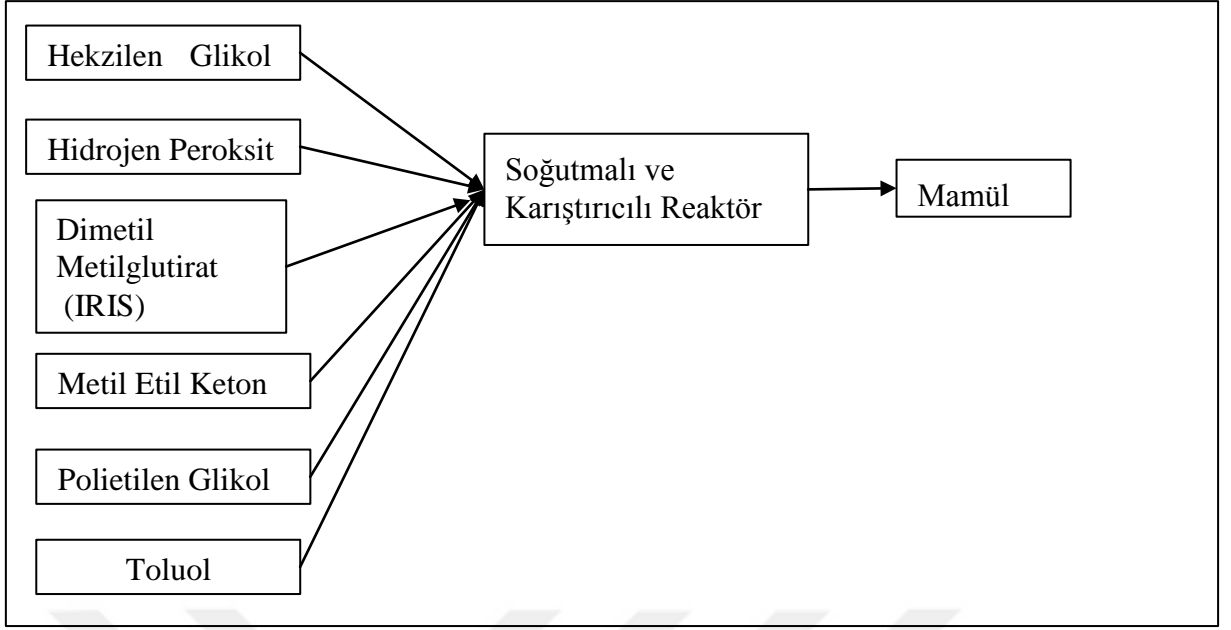 Hekzilen Glikol
Hidrojen Peroksit
Dimetil
Metilglutirat
(IRIS)
Metil Etil Keton
Polietilen Glikol
Toluol
Soğutmalı ve
Karıştırıcılı Reaktör
Mamül